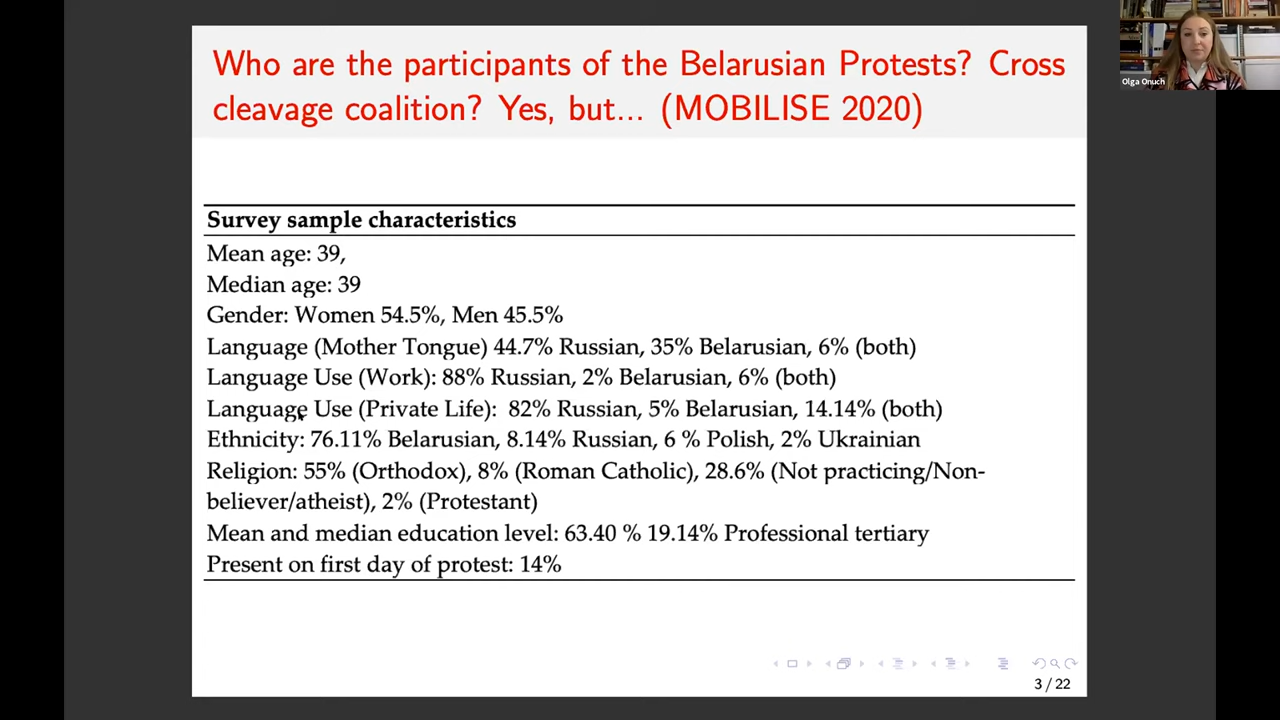 Who are the participants of the Belarusian Protests? Cross
cleavage coalition? Yes, but... (MOBILISE 2020)
Olga Onuch
Survey sample characteristics
Mean age: 39,
Median age: 39
Gender: Women 54.5%, Men 45.5%
Language (Mother Tongue) 44.7% Russian, 35% Belarusian, 6% (both)
Language Use (Work): 88% Russian, 2% Belarusian, 6% (both)
Language Use (Private Life): 82% Russian, 5% Belarusian, 14.14% (both)
Ethnicity: 76.11% Belarusian, 8.14% Russian, 6 % Polish, 2% Ukrainian
Religion: 55% (Orthodox), 8% (Roman Catholic), 28.6% (Not practicing/Non-
believer/atheist), 2% (Protestant)
Mean and median education level: 63.40 % 19.14% Professional tertiary
Present on first day of protest: 14%
3 / 22